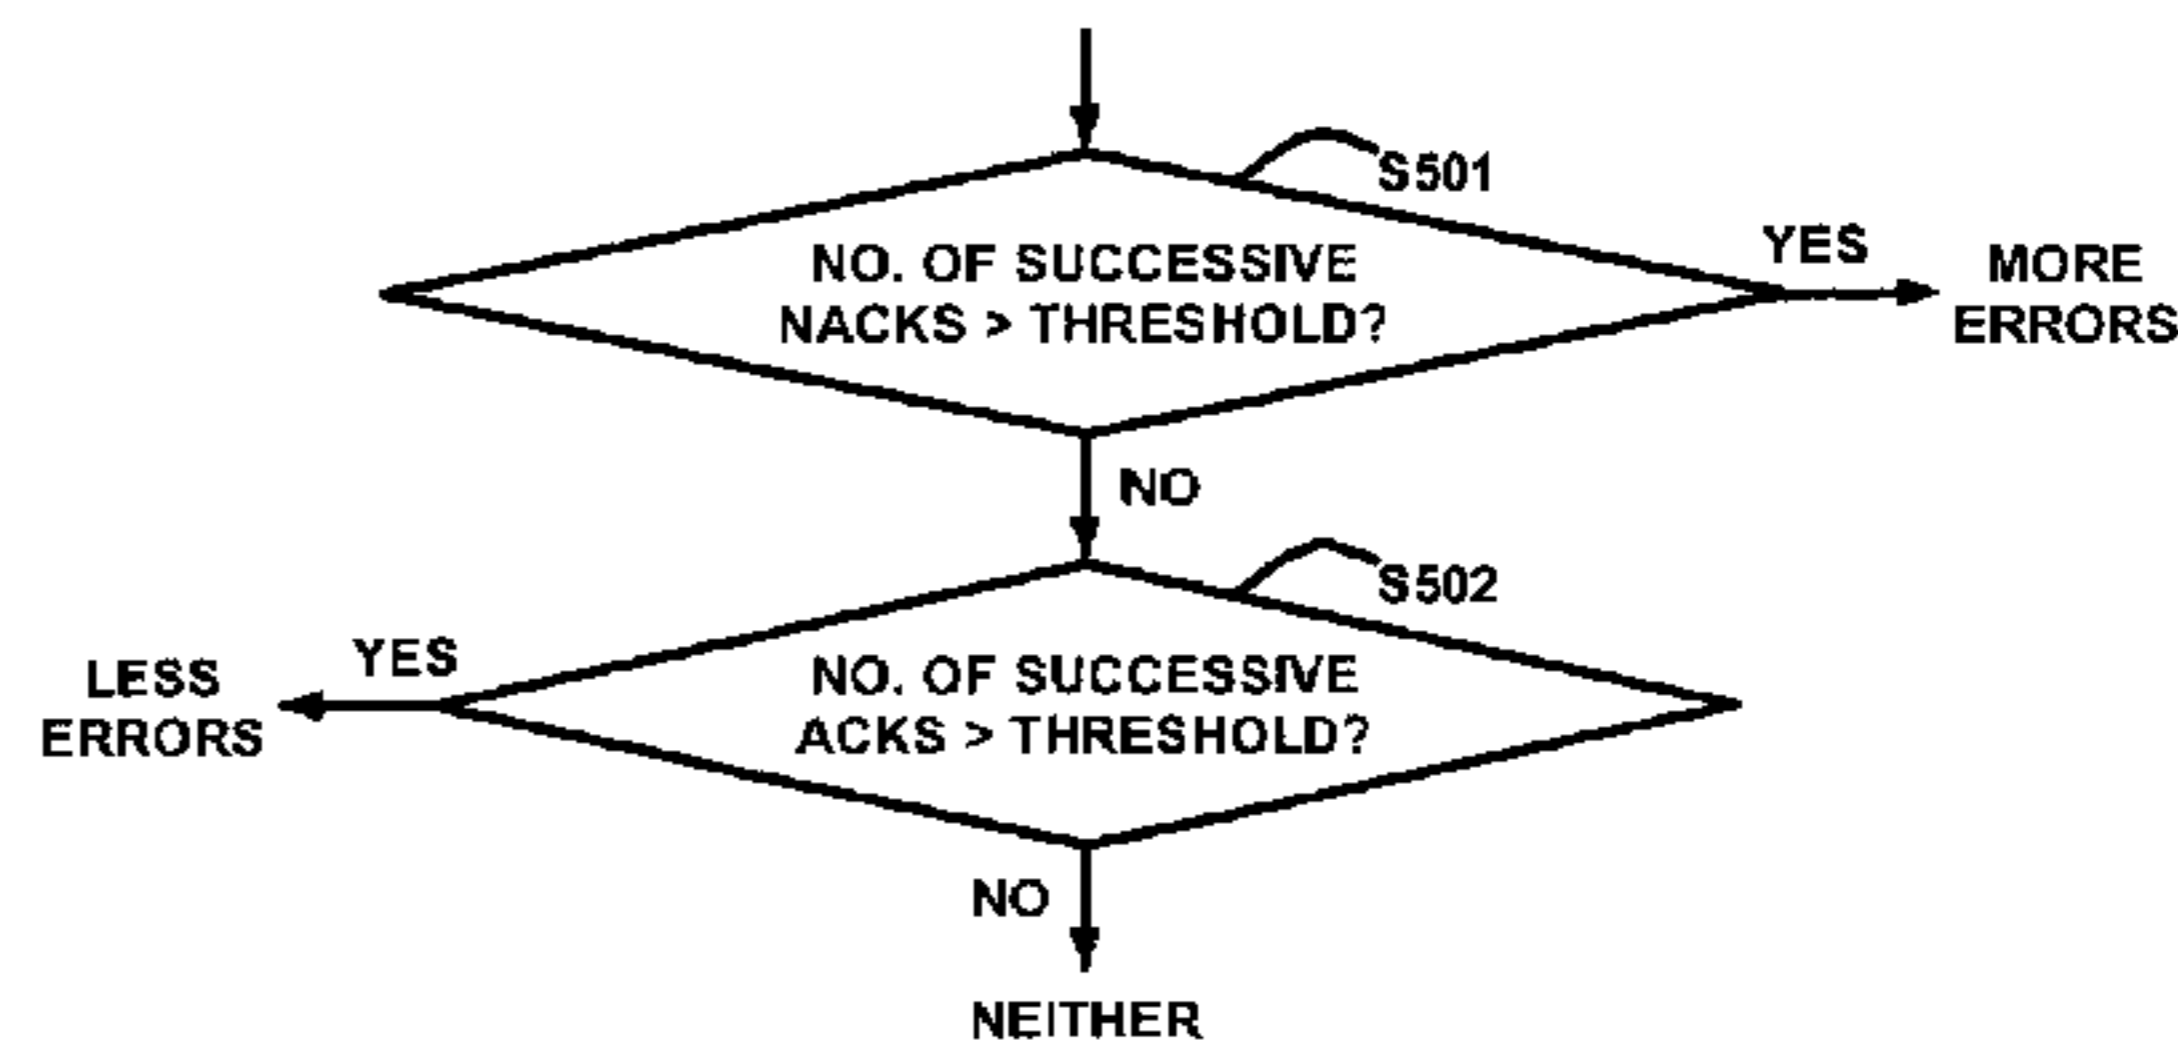 S501
NO. OF SUCCESSIVE
NACKS > THRESHOLD?
YES
MORE
ERRORS
NO
S502
NO. OF SUCCESSIVE
ACKS > THRESHOLD?
YES
LESS
ERRORS
NO
NEITHER